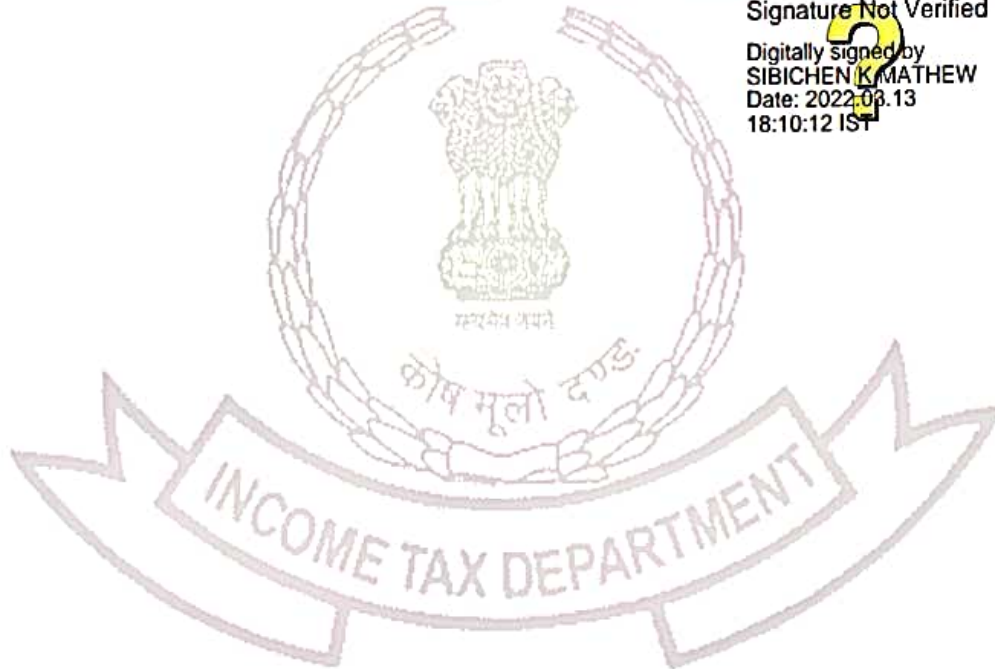 Signature Not Verified
Digitally signed by
SIBICHEN K MATHEW
Date: 2022.03.13
18:10:12 IST
सत्यमेव जयते
कोष मूलो दण्डः
INCOME TAX DEPARTMENT